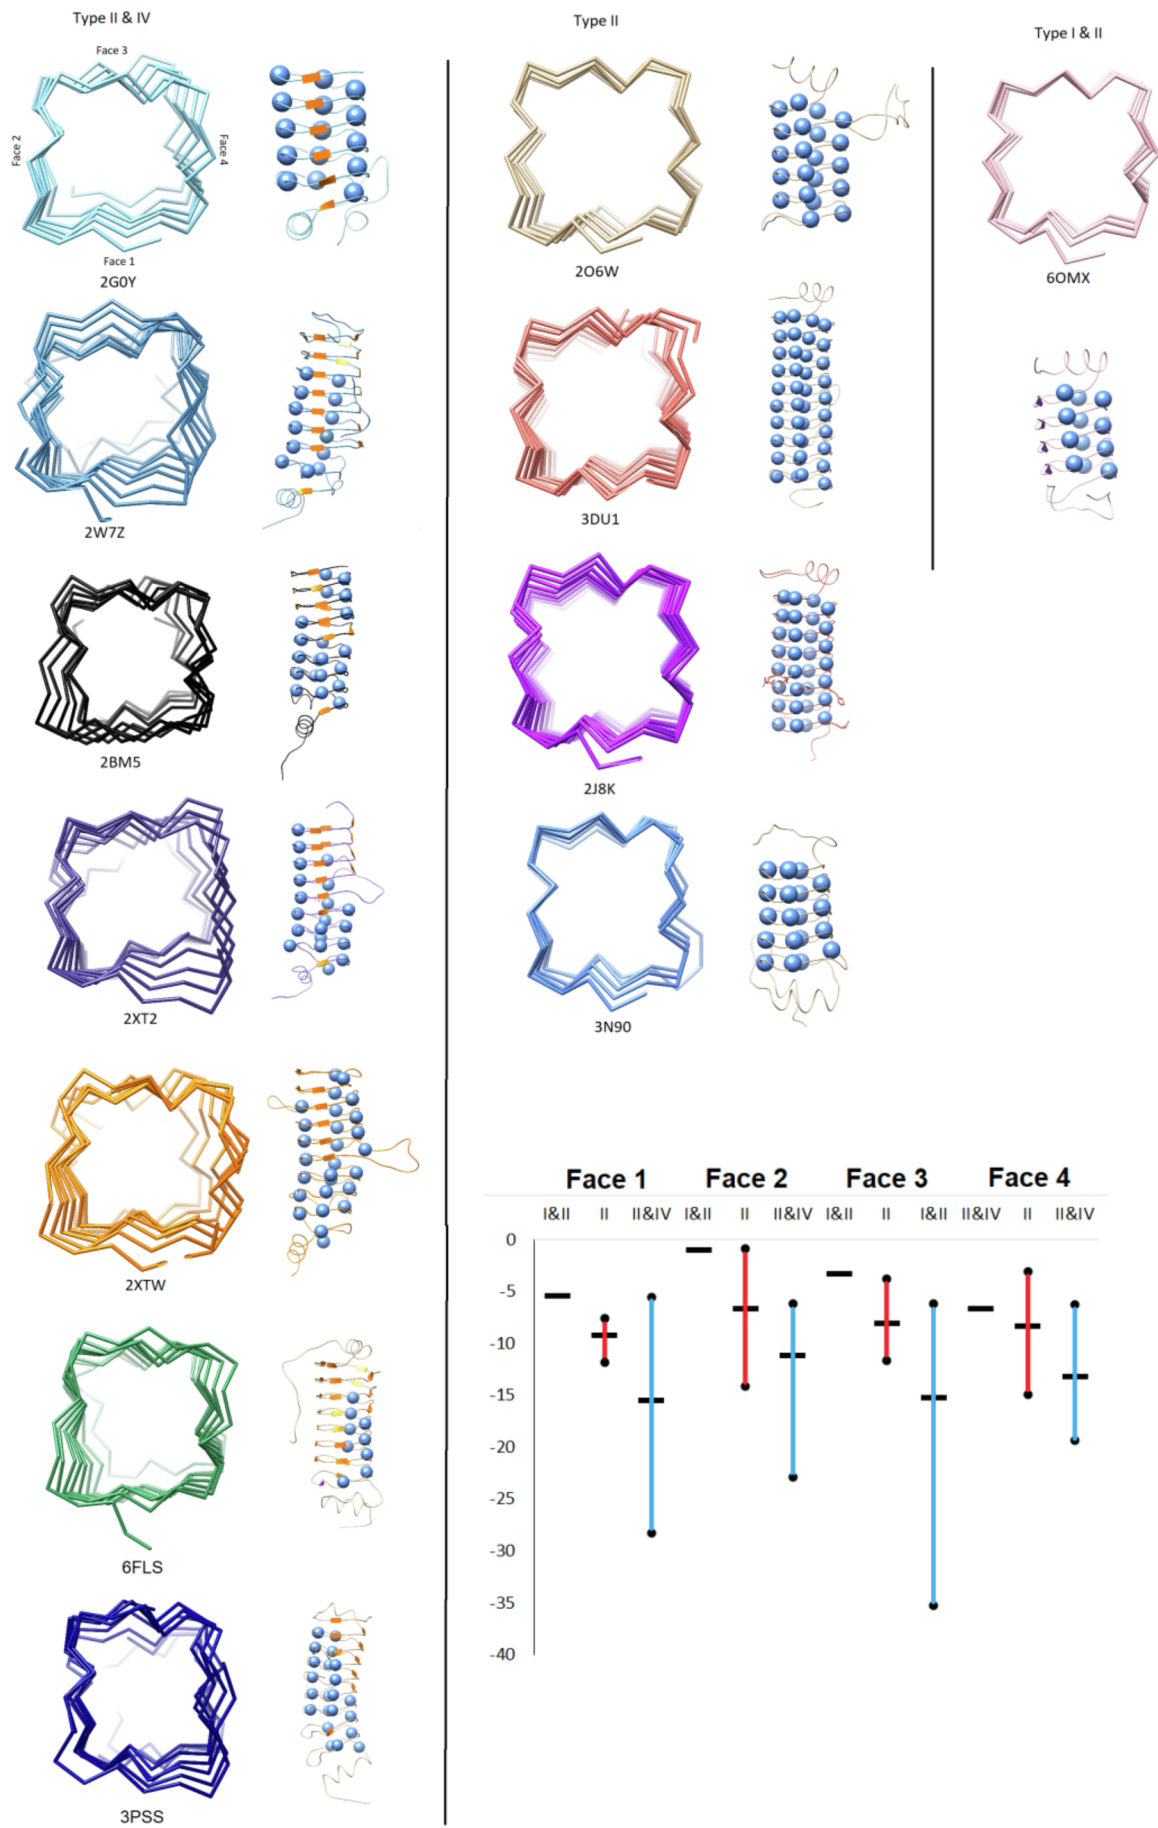 Type II & IV
Type II
Type I & II
Face 3
Face 2
Face 4
Face 1
2G0Y
2O6W
6OMX
2W7Z
3DU1
2BM5
2J8K
2XT2
3N90
2XTW
6FLS
3PSS
Face 1 Face 2 Face 3 Face 4
I&II II II&IV I&II II II&IV I&II II I&II II&IV II II&IV
0
-5
-10
-15
-20
-25
-30
-35
-40